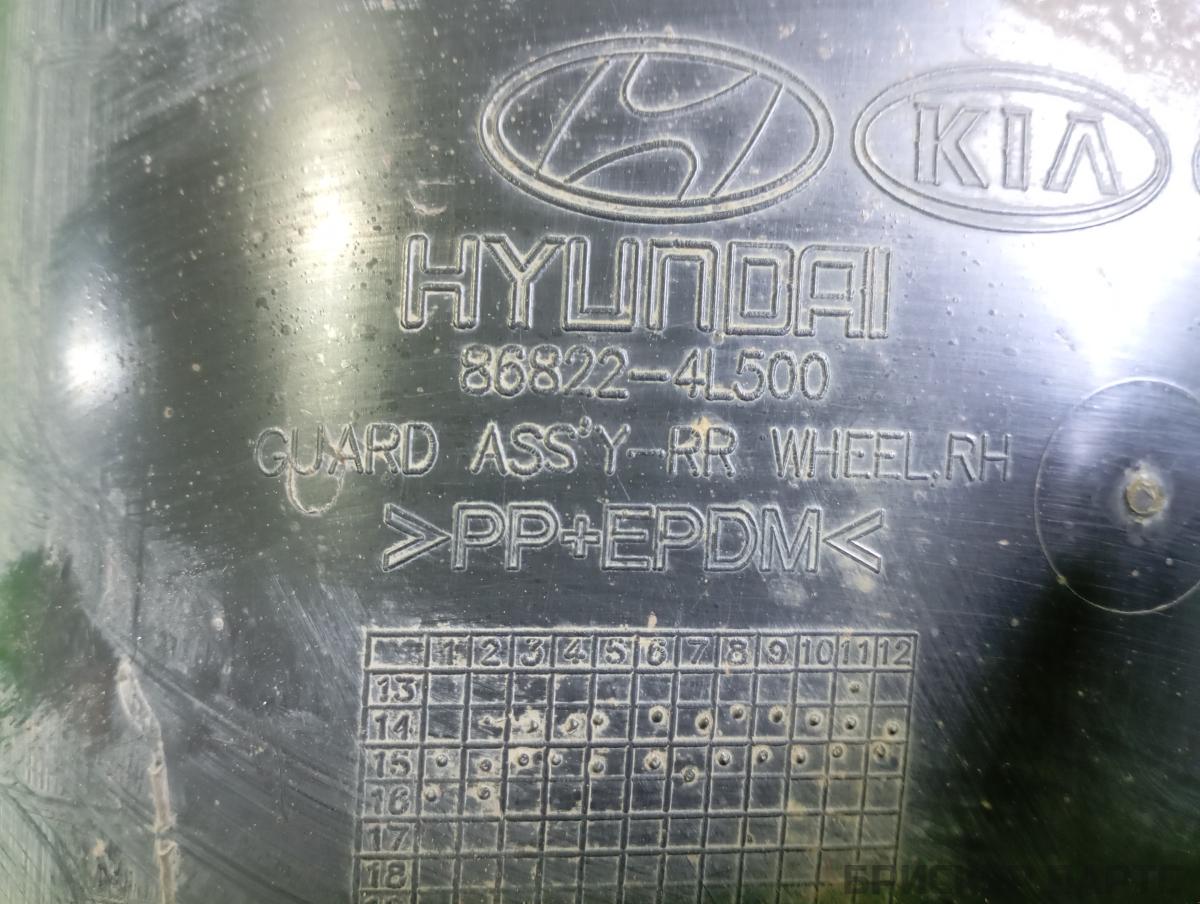 KIA
HYUNDAI
86822-4L500
GUARD ASS'Y-RR WHEEL,RH
>PP+EPDM<
1 2 3 4 5 6 7 8 9 10 11 12
13
14
15
16
17
18